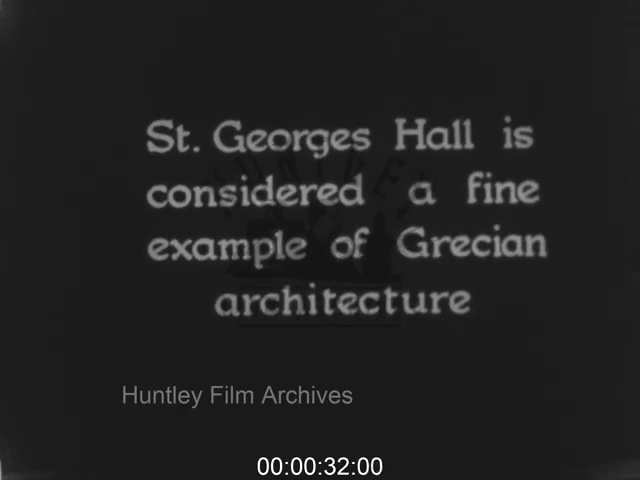 St. Georges Hall is
considered a fine
example of Grecian
architecture
Huntley Film Archives
00:00:32:00